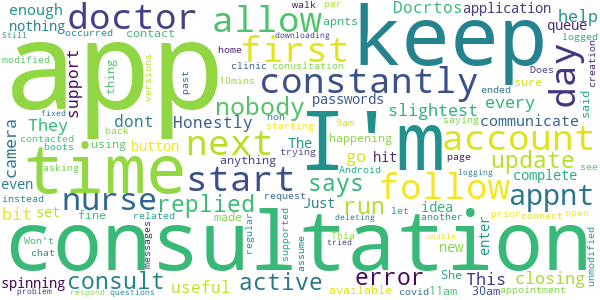 enough
walk
per
Docrtos
application
doctor
allow
keep
nothing
apnts
help
Still
occurred
contact
queue
modified
home
downloading
app
first
day
versions
clinic
conusltation
Does
logged
support
thing
past
10mins
constantly
creation
fixed
nobody
passwords
every
sure
said
They
dont
Honestly
communicate
contacted
back
non
9am
slightest
ended
camera
boots
using
starting
saying
I'm
button
next
The
happening
account
time
anything
trying
go
hit
page
asking
Android
logging
update
even
start
says
follow
see
instead
fine
related
request
complete
bit
set
nurse
replied
Just
run
idea
appnt
made
let
another
prior
connect
open
messages
regular
supported
This
new
enter
Won't
deleting
She
unmodified
chat
assume
tried
consultation
spinning
consult
active
error
This
closing
useful
available
covid
11am
30am
appointment
problem
respond
questions
unable